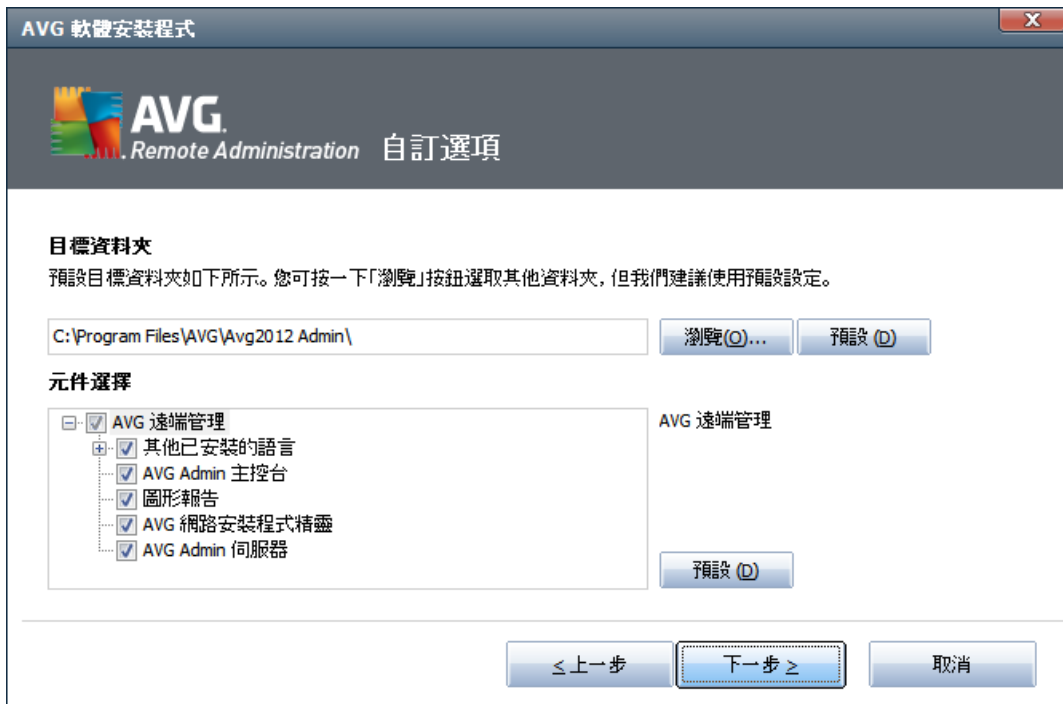 AVG 軟體安裝程式
AVG.
Remote Administration 自訂選項
目標資料夾
預設目標資料夾如下所示。您可按一下「瀏覽」按鈕選取其他資料夾，但我們建議使用預設設定。
C:\Program Files\AVG\Avg2012 Admin\ 瀏覽(O)... 預設 (D)
元件選擇
AVG 遠端管理 AVG 遠端管理
其他已安裝的語言
AVG Admin 主控台
圖形報告
AVG 網路安裝程式精靈
AVG Admin 伺服器
預設 (D)
<上一步 下一步 > 取消